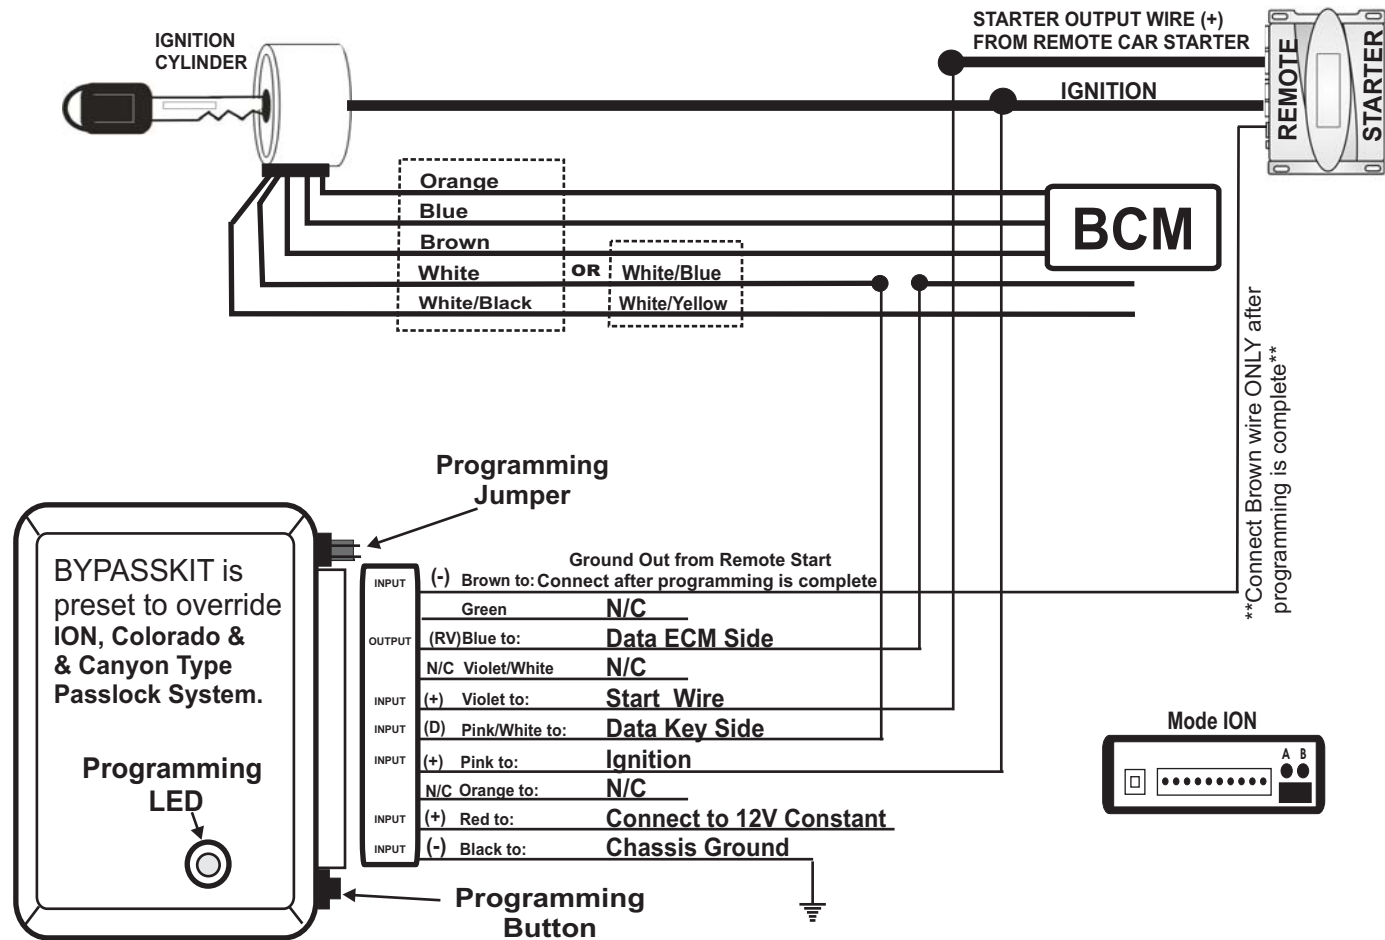 IGNITION
CYLINDER
STARTER OUTPUT WIRE (+)
FROM REMOTE CAR STARTER
IGNITION
REMOTE
STARTER
Orange
Blue
Brown
White
White/Black
OR
White/Blue
White/Yellow
BCM
**Connect Brown wire ONLY after
programming is complete**
Programming
Jumper
BYPASSKIT is
preset to override
ION, Colorado &
& Canyon Type
Passlock System.
Programming
LED
Programming
Button
Ground Out from Remote Start
INPUT (-) Brown to: Connect after programming is complete
Green N/C
OUTPUT (RV) Blue to: Data ECM Side
N/C Violet/White N/C
INPUT (+) Violet to: Start Wire
INPUT (D) Pink/White to: Data Key Side
INPUT (+) Pink to: Ignition
N/C Orange to: N/C
INPUT (+) Red to: Connect to 12V Constant
INPUT (-) Black to: Chassis Ground
Mode ION
A B